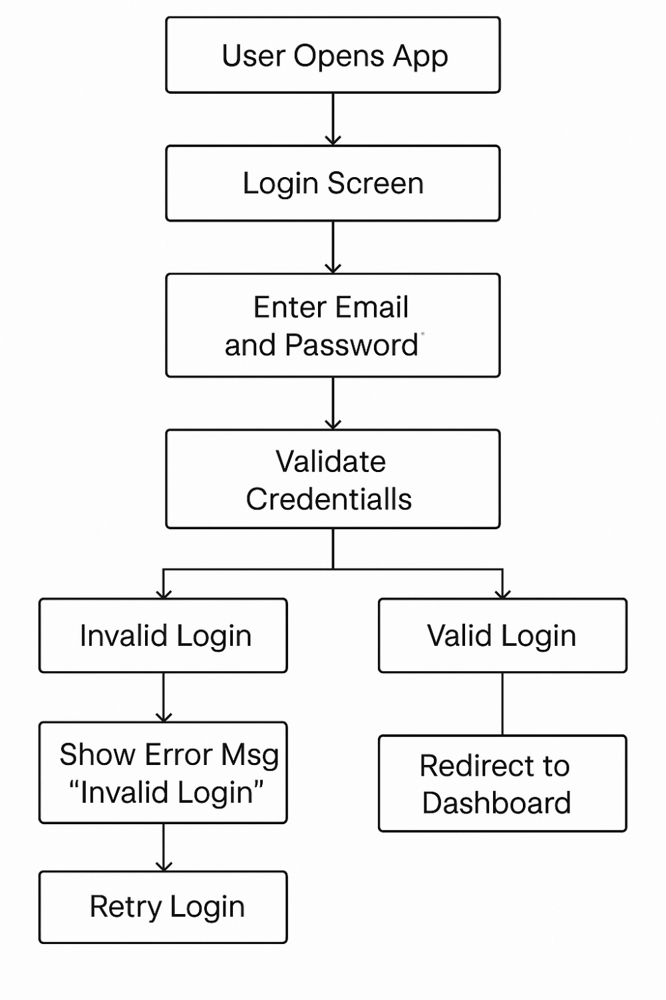 User Opens App
Login Screen
Enter Email
and Password
Validate
Credentialls
Invalid Login
Valid Login
Show Error Msg
“Invalid Login”
Redirect to
Dashboard
Retry Login